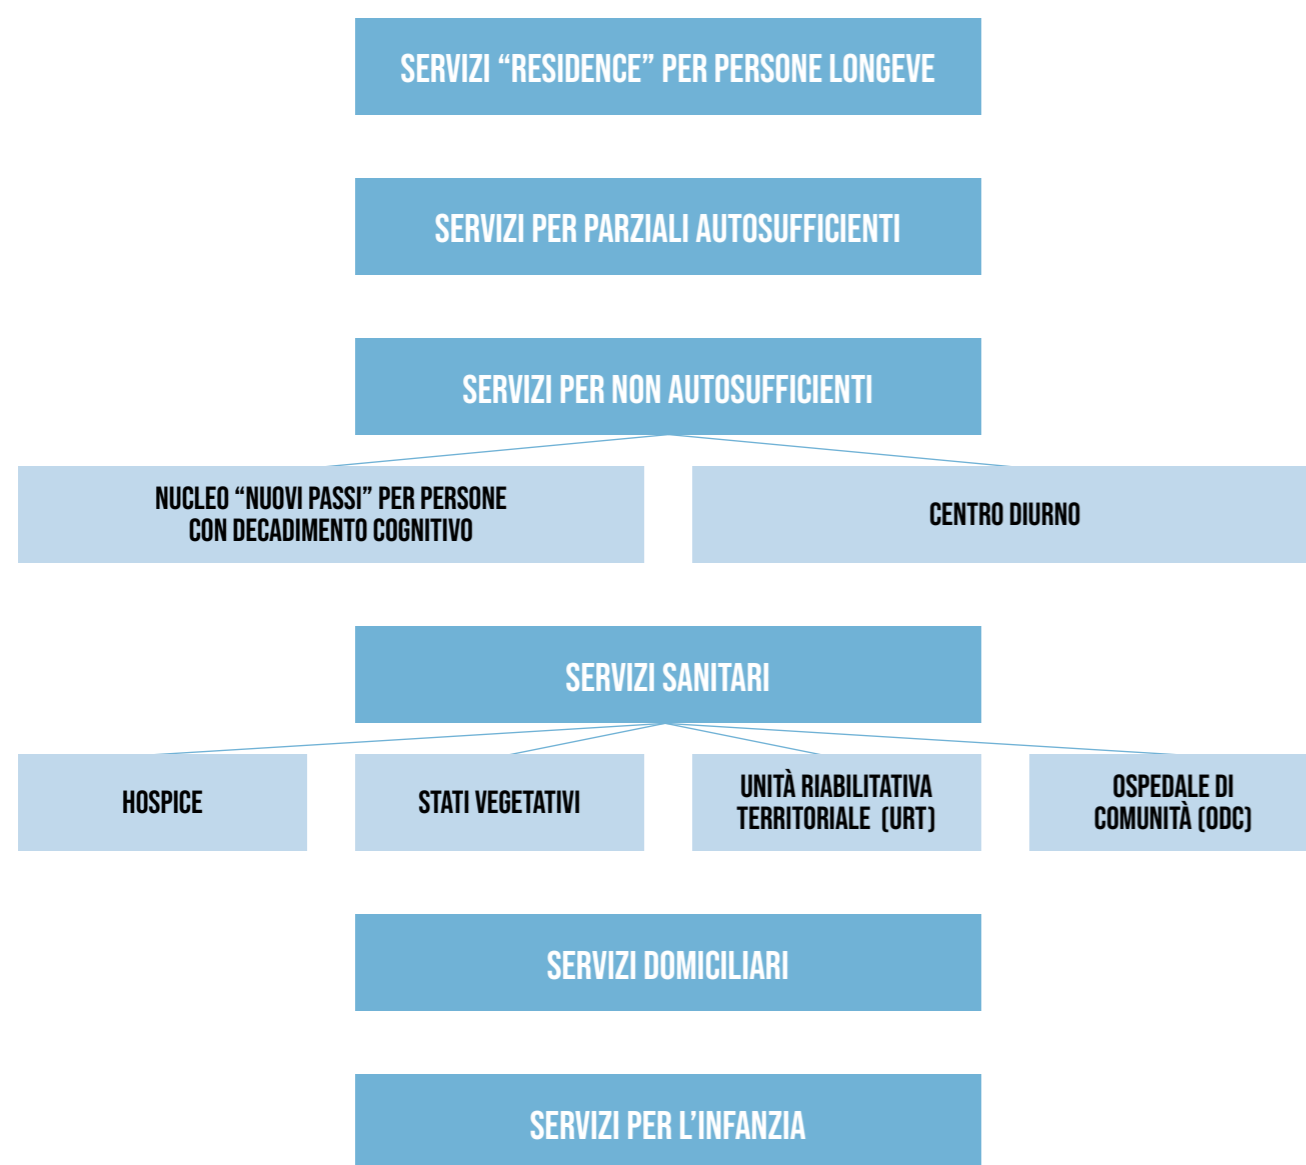 SERVIZI “RESIDENCE” PER PERSONE LONGEVE
SERVIZI PER PARZIALI AUTOSUFFICIENTI
SERVIZI PER NON AUTOSUFFICIENTI
NUCLEO “NUOVI PASSI” PER PERSONE
CON DECADIMENTO COGNITIVO
CENTRO DIURNO
SERVIZI SANITARI
HOSPICE
STATI VEGETATIVI
UNITÀ RIABILITATIVA
TERRITORIALE (URT)
OSPEDALE DI
COMUNITÀ (ODC)
SERVIZI DOMICILIARI
SERVIZI PER L’INFANZIA